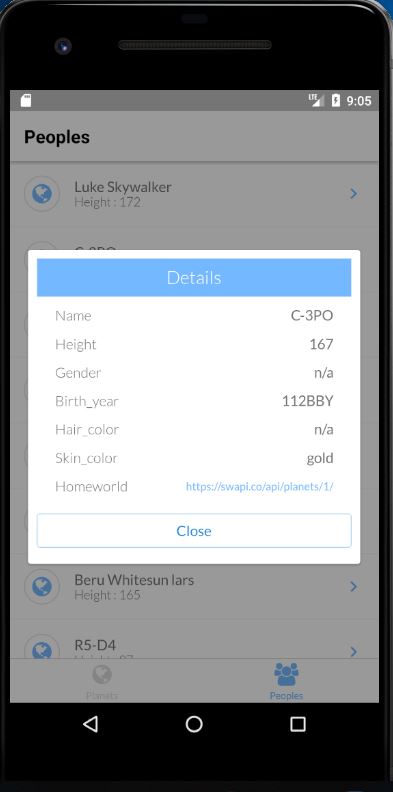 LTE 9:05
Peoples
Luke Skywalker
Height : 172
C-3PO
Details
Name C-3PO
Height 167
Gender n/a
Birth_year 112BBY
Hair_color n/a
Skin_color gold
Homeworld https://swapi.co/api/planets/1/
Close
Beru Whitesun lars
Height : 165
R5-D4
Planets Peoples